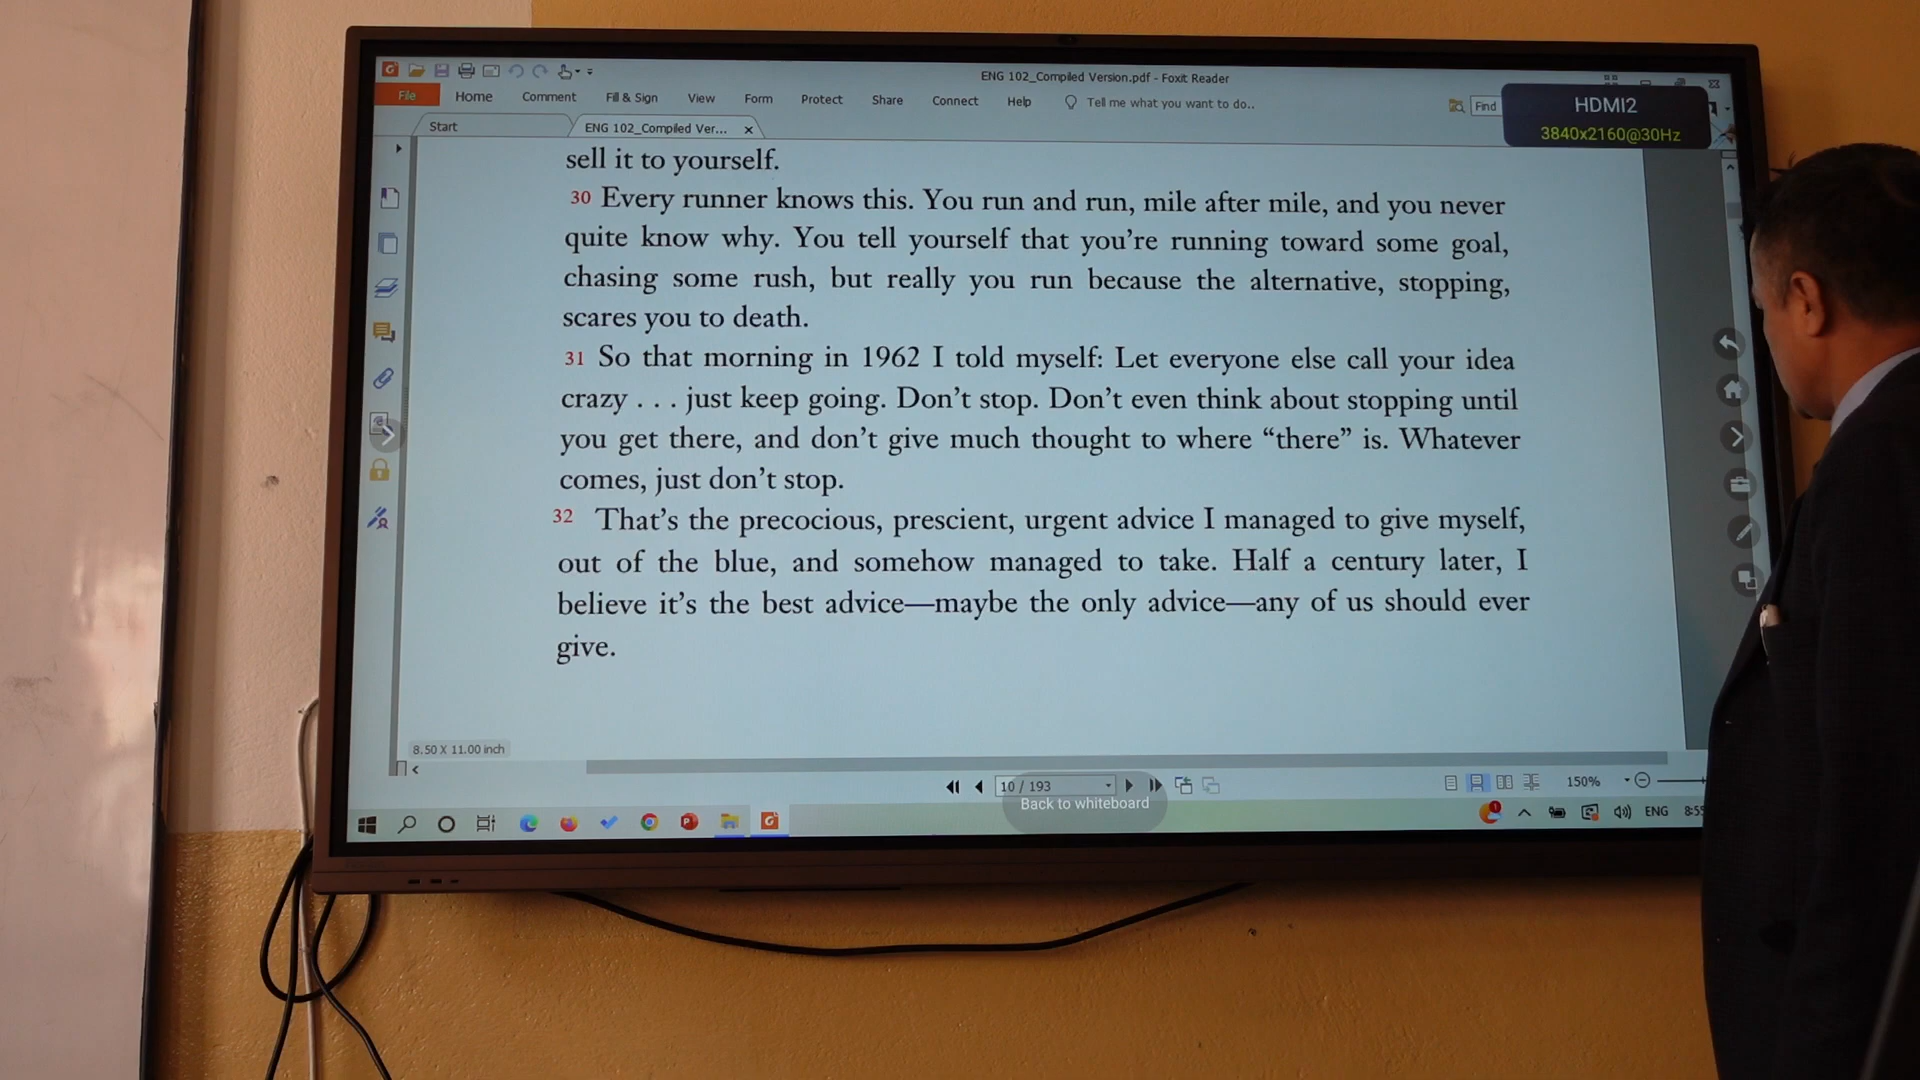 ENG 102_Compiled Version.pdf - Foxit Reader
File Home Comment Fill & Sign View Form Protect Share Connect Help Tell me what you want to do.. Find
HDMI2
3840x2160@30Hz
Start ENG 102_Compiled Ver... ×
sell it to yourself.
30 Every runner knows this. You run and run, mile after mile, and you never
quite know why. You tell yourself that you’re running toward some goal,
chasing some rush, but really you run because the alternative, stopping,
scares you to death.
31 So that morning in 1962 I told myself: Let everyone else call your idea
crazy . . . just keep going. Don’t stop. Don’t even think about stopping until
you get there, and don’t give much thought to where “there” is. Whatever
comes, just don’t stop.
32 That’s the precocious, prescient, urgent advice I managed to give myself,
out of the blue, and somehow managed to take. Half a century later, I
believe it’s the best advice—maybe the only advice—any of us should ever
give.
8.50 X 11.00 inch
10 / 193
150%
Back to whiteboard
ENG 8:55